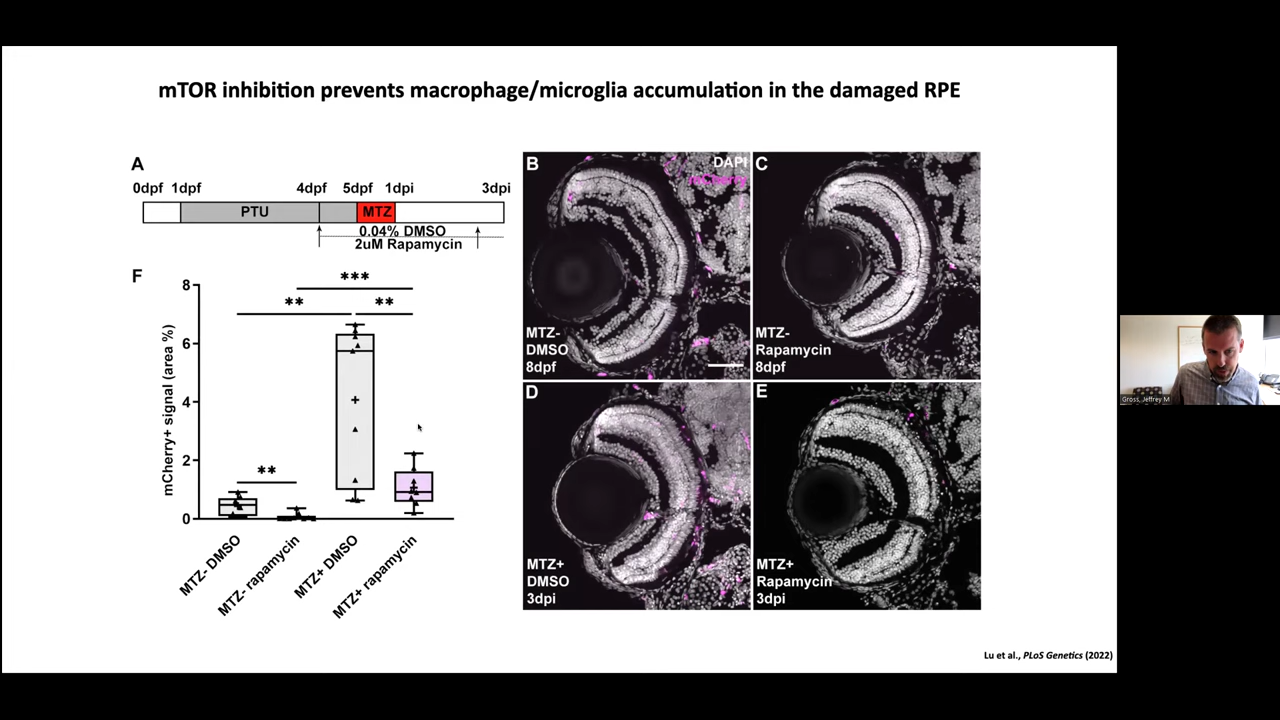 mTOR inhibition prevents macrophage/microglia accumulation in the damaged RPE
A
0dpf 1dpf 4dpf 5dpf 1dpi 3dpi
PTU MTZ
0.04% DMSO
2uM Rapamycin
F
***
** **
**
mCherry+ signal (area %)
8
6
4
2
0
MTZ- DMSO
MTZ- rapamycin
MTZ+ DMSO
MTZ+ rapamycin
B
DAPI
mCherry
MTZ-
DMSO
8dpf
C
MTZ-
Rapamycin
8dpf
D
MTZ+
DMSO
3dpi
E
MTZ+
Rapamycin
3dpi
Lu et al., PLoS Genetics (2022)
Gross, Jeffrey M